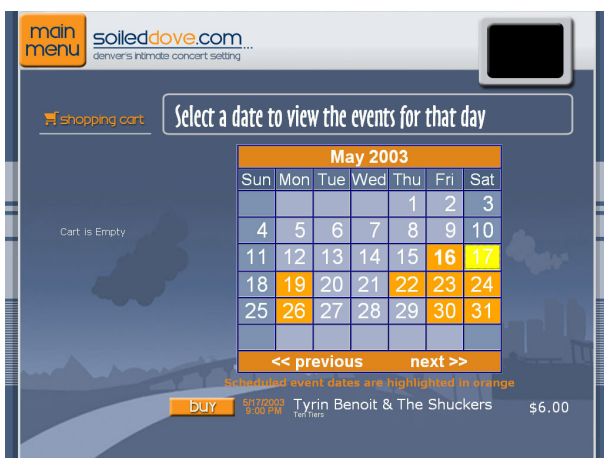 main
menu
soileddove.com...
denver's intimate concert setting
shopping cart
Select a date to view the events for that day
May 2003
Sun Mon Tue Wed Thu Fri Sat
1 2 3
Cart is Empty
4 5 6 7 8 9 10
11 12 13 14 15 16 17
18 19 20 21 22 23 24
25 26 27 28 29 30 31
<< previous next >>
Scheduled event dates are highlighted in orange
buy 5/17/2003 Tyrin Benoit & The Shuckers $6.00
9:00 PM Ten Tiers